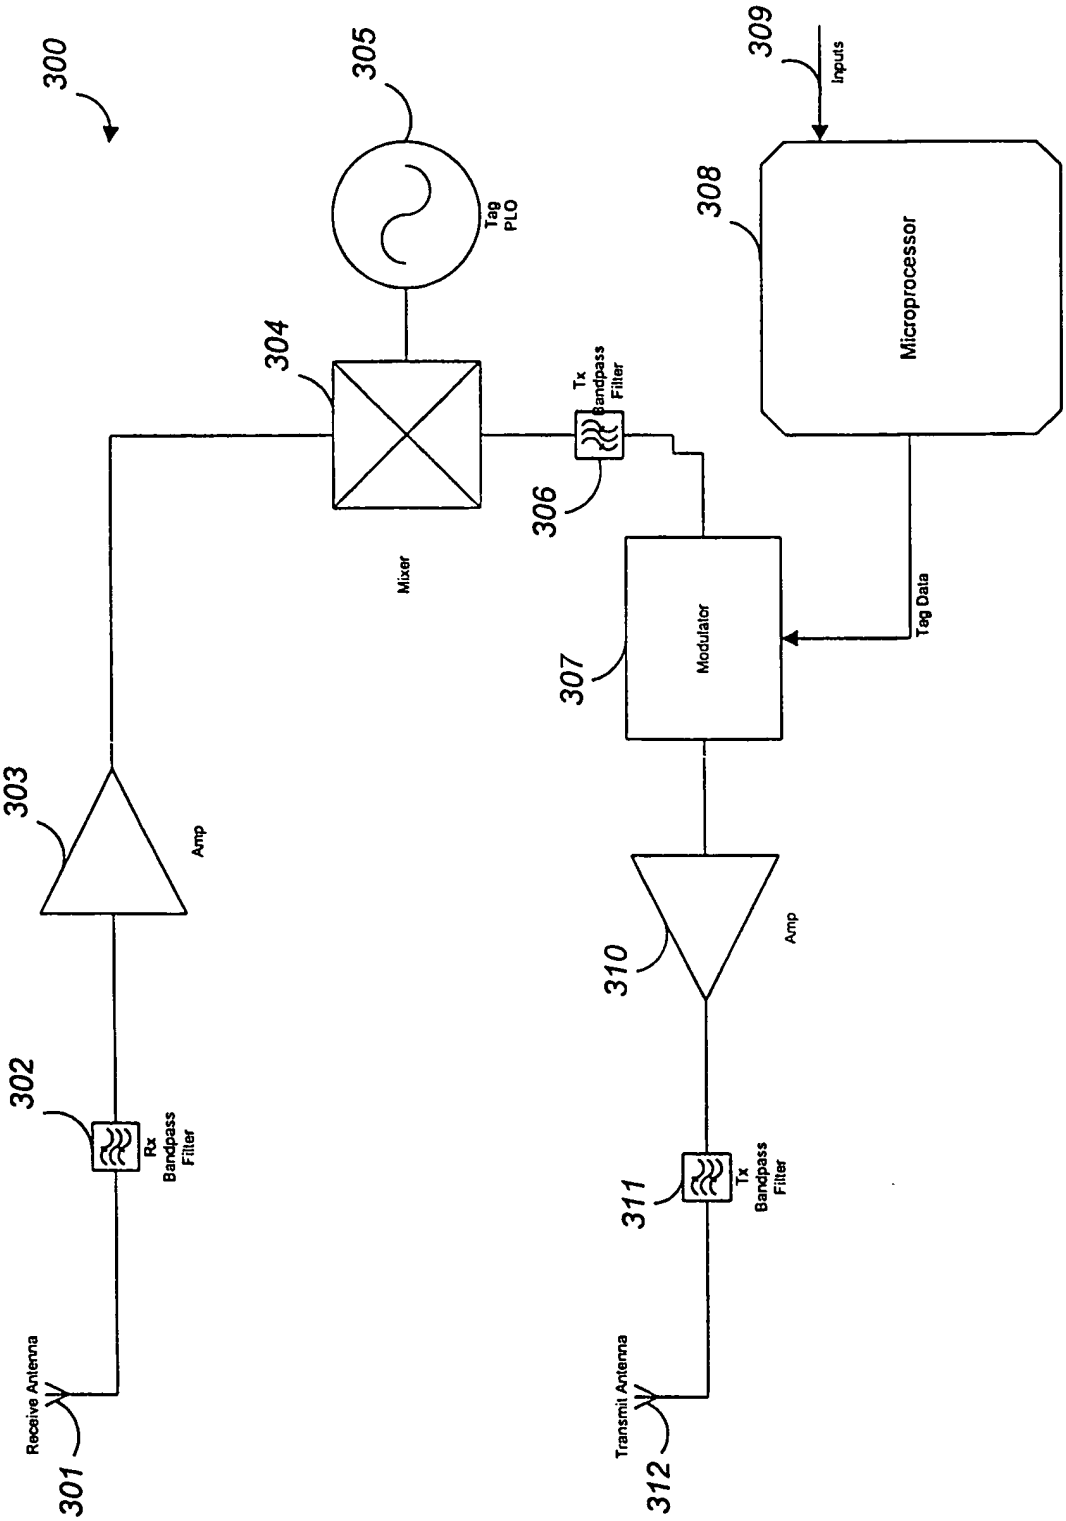 300
Receive Antenna
301
302
Rx
Bandpass
Filter
303
Amp
304
Mixer
305
Tag
PLO
Tx
Bandpass
Filter
306
307
Modulator
Tag Data
308
Microprocessor
309
Inputs
310
Amp
311
Tx
Bandpass
Filter
Transmit Antenna
312